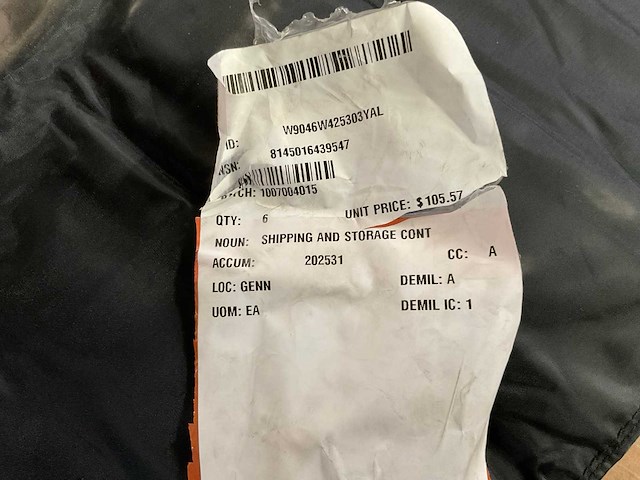 ID: W9046W425303YAL
NSN: 8145016439547
BATCH: 1007004015
QTY: 6 UNIT PRICE: $105.57
NOUN: SHIPPING AND STORAGE CONT
ACCUM: 202531 CC: A
LOC: GENN DEMIL: A
UOM: EA DEMIL IC: 1